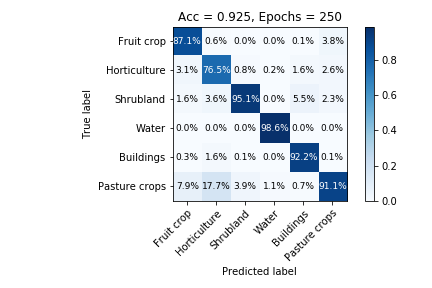 Acc = 0.925, Epochs = 250
Fruit crop 87.1% 0.6% 0.0% 0.0% 0.1% 3.8%
Horticulture 3.1% 76.5% 0.8% 0.2% 1.6% 2.6%
Shrubland 1.6% 3.6% 95.1% 0.0% 5.5% 2.3%
Water 0.0% 0.0% 0.0% 98.6% 0.0% 0.0%
Buildings 0.3% 1.6% 0.1% 0.0% 92.2% 0.1%
Pasture crops 7.9% 17.7% 3.9% 1.1% 0.7% 91.1%
True label
Fruit crop
Horticulture
Shrubland
Water
Buildings
Pasture crops
Predicted label
0.8
0.6
0.4
0.2
0.0